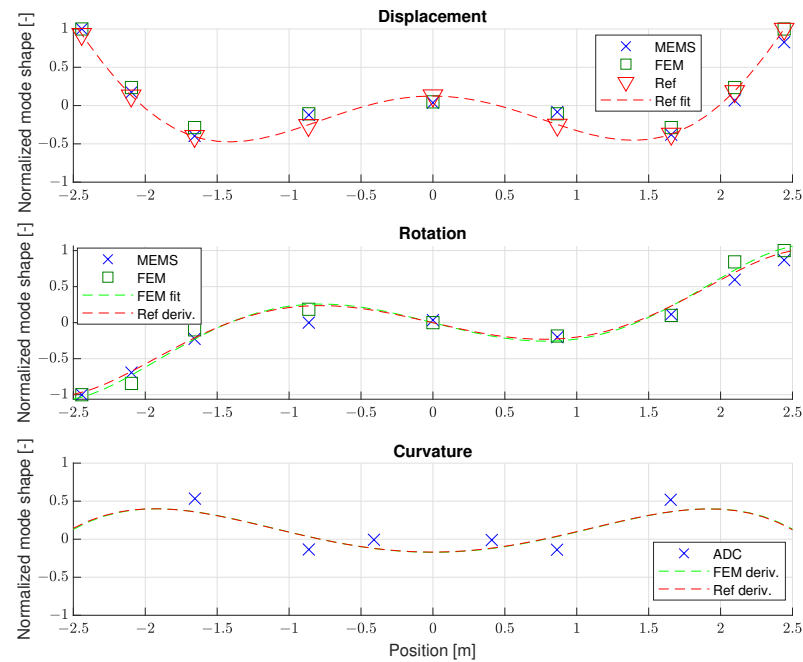 Displacement
Normalized mode shape [-]
1
0.5
0
−0.5
−1
−2.5 −2 −1.5 −1 −0.5 0 0.5 1 1.5 2 2.5
MEMS
FEM
Ref
Ref fit
Rotation
Normalized mode shape [-]
1
0.5
0
−0.5
−1
−2.5 −2 −1.5 −1 −0.5 0 0.5 1 1.5 2 2.5
MEMS
FEM
FEM fit
Ref deriv.
Curvature
Normalized mode shape [-]
1
0.5
0
−0.5
−1
−2.5 −2 −1.5 −1 −0.5 0 0.5 1 1.5 2 2.5
ADC
FEM deriv.
Ref deriv.
Position [m]